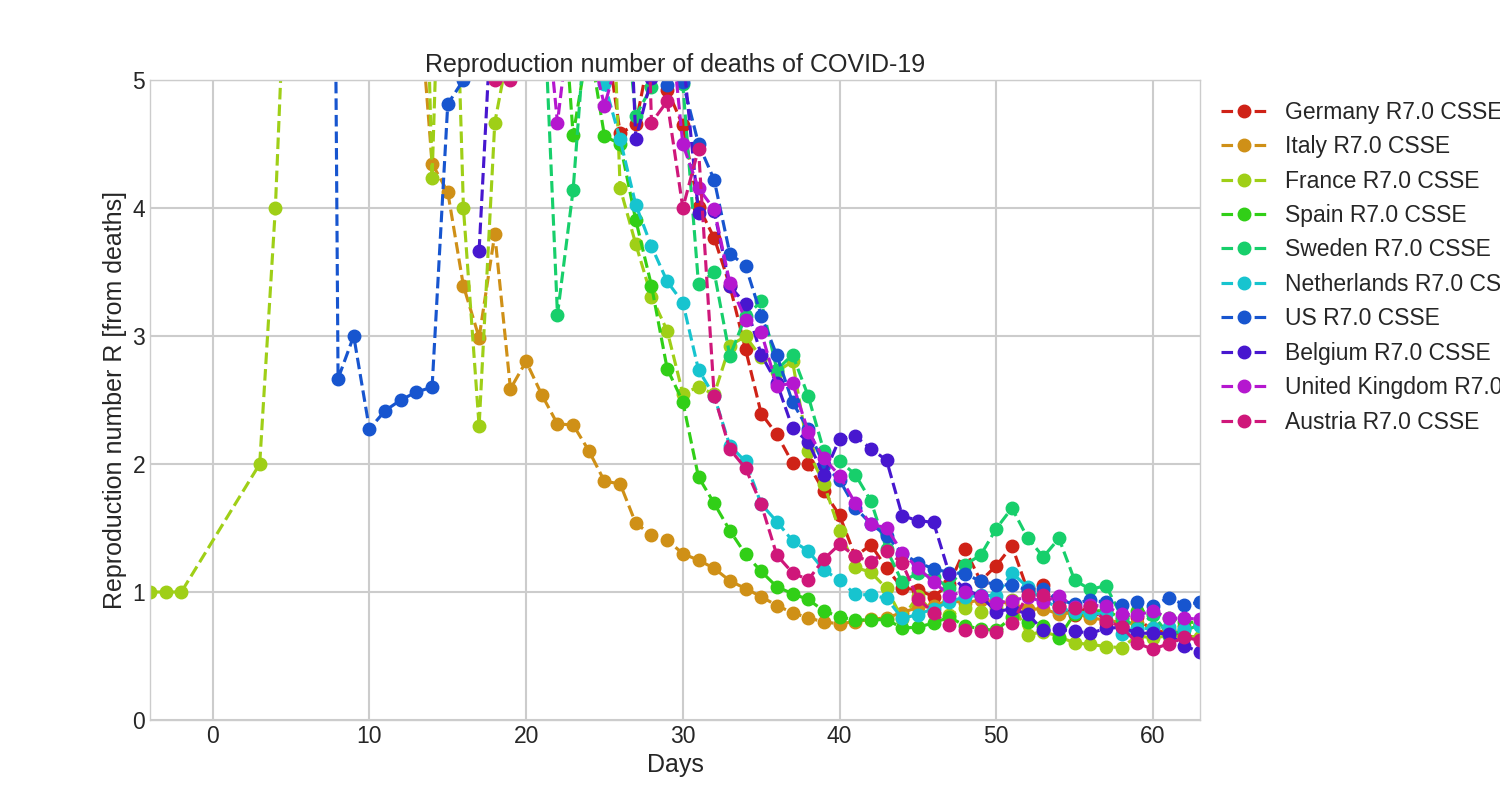 Reproduction number of deaths of COVID-19
Reproduction number R [from deaths]
5
4
3
2
1
0
0 10 20 30 40 50 60
Days
Germany R7.0 CSSE
Italy R7.0 CSSE
France R7.0 CSSE
Spain R7.0 CSSE
Sweden R7.0 CSSE
Netherlands R7.0 CS
US R7.0 CSSE
Belgium R7.0 CSSE
United Kingdom R7.0
Austria R7.0 CSSE